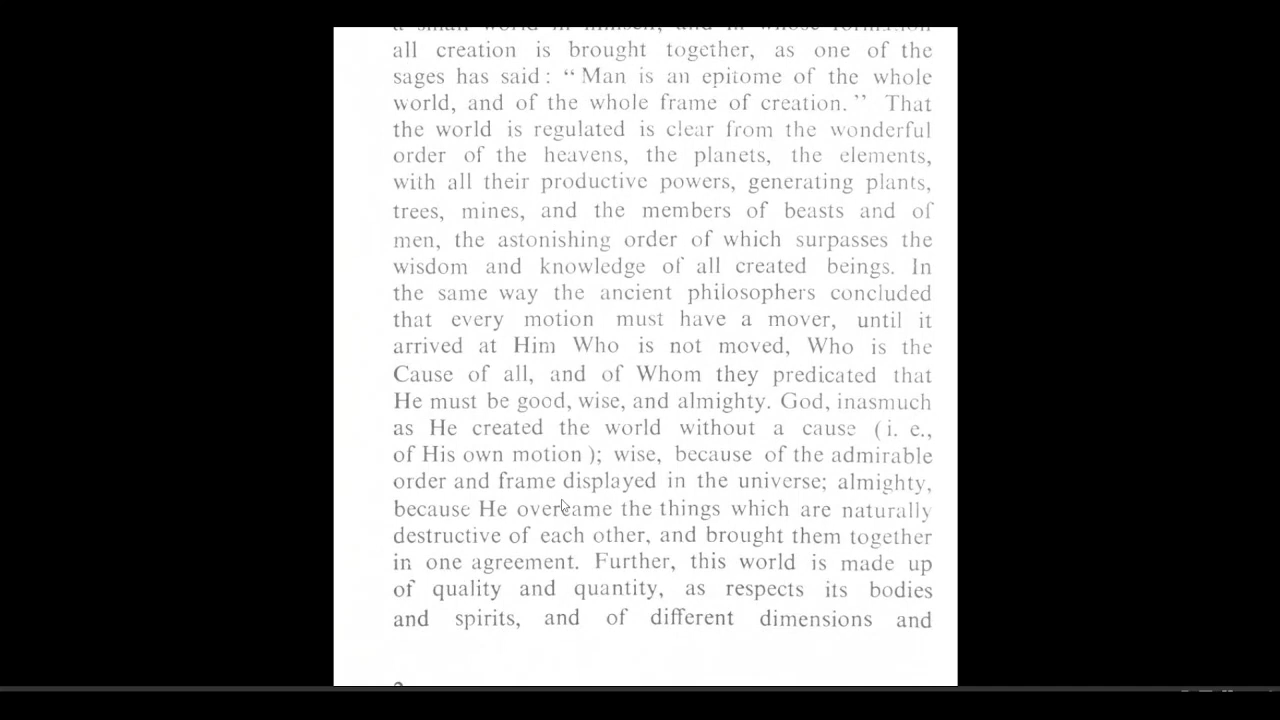 a small world in himself, and in whose formation
all creation is brought together, as one of the
sages has said: “Man is an epitome of the whole
world, and of the whole frame of creation.” That
the world is regulated is clear from the wonderful
order of the heavens, the planets, the elements,
with all their productive powers, generating plants,
trees, mines, and the members of beasts and of
men, the astonishing order of which surpasses the
wisdom and knowledge of all created beings. In
the same way the ancient philosophers concluded
that every motion must have a mover, until it
arrived at Him Who is not moved, Who is the
Cause of all, and of Whom they predicated that
He must be good, wise, and almighty. God, inasmuch
as He created the world without a cause (i. e.,
of His own motion); wise, because of the admirable
order and frame displayed in the universe; almighty,
because He overcame the things which are naturally
destructive of each other, and brought them together
in one agreement. Further, this world is made up
of quality and quantity, as respects its bodies
and spirits, and of different dimensions and